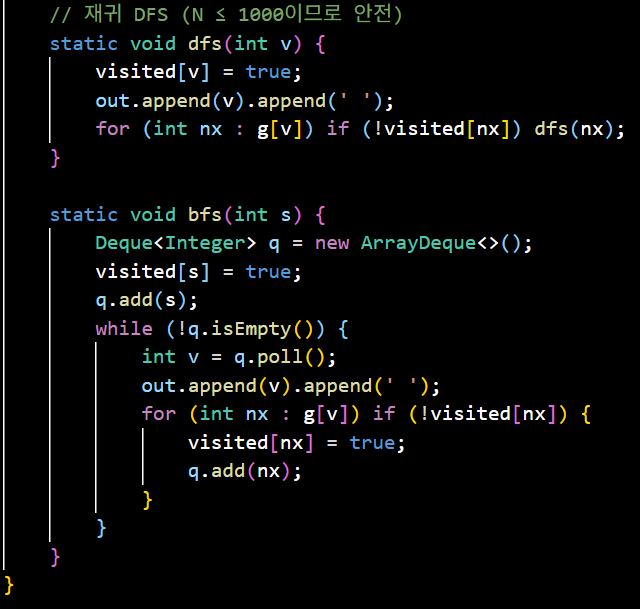 // 재귀 DFS (N ≤ 1000이므로 안전)
static void dfs(int v) {
visited[v] = true;
out.append(v).append(' ');
for (int nx : g[v]) if (!visited[nx]) dfs(nx);
}
static void bfs(int s) {
Deque<Integer> q = new ArrayDeque<>();
visited[s] = true;
q.add(s);
while (!q.isEmpty()) {
int v = q.poll();
out.append(v).append(' ');
for (int nx : g[v]) if (!visited[nx]) {
visited[nx] = true;
q.add(nx);
}
}
}
}